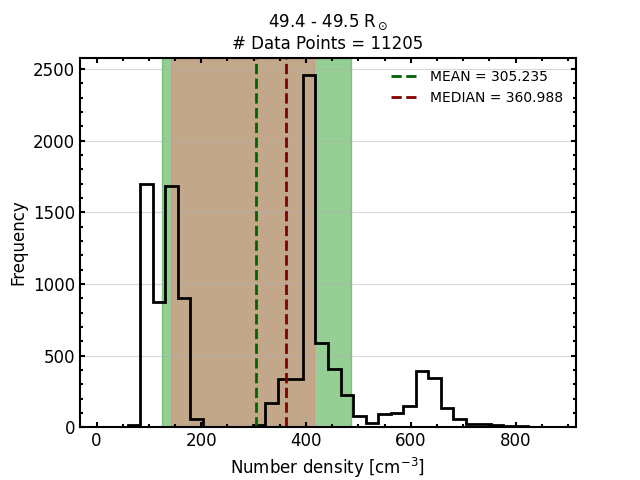 49.4 - 49.5 R⊙
# Data Points = 11205
MEAN = 305.235
MEDIAN = 360.988
2500
2000
1500
1000
500
0
Frequency
0 200 400 600 800
Number density [cm⁻³]